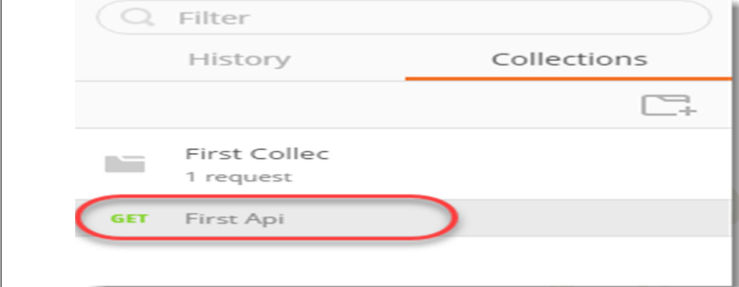 Filter
History Collections
First Collec
1 request
GET First Api